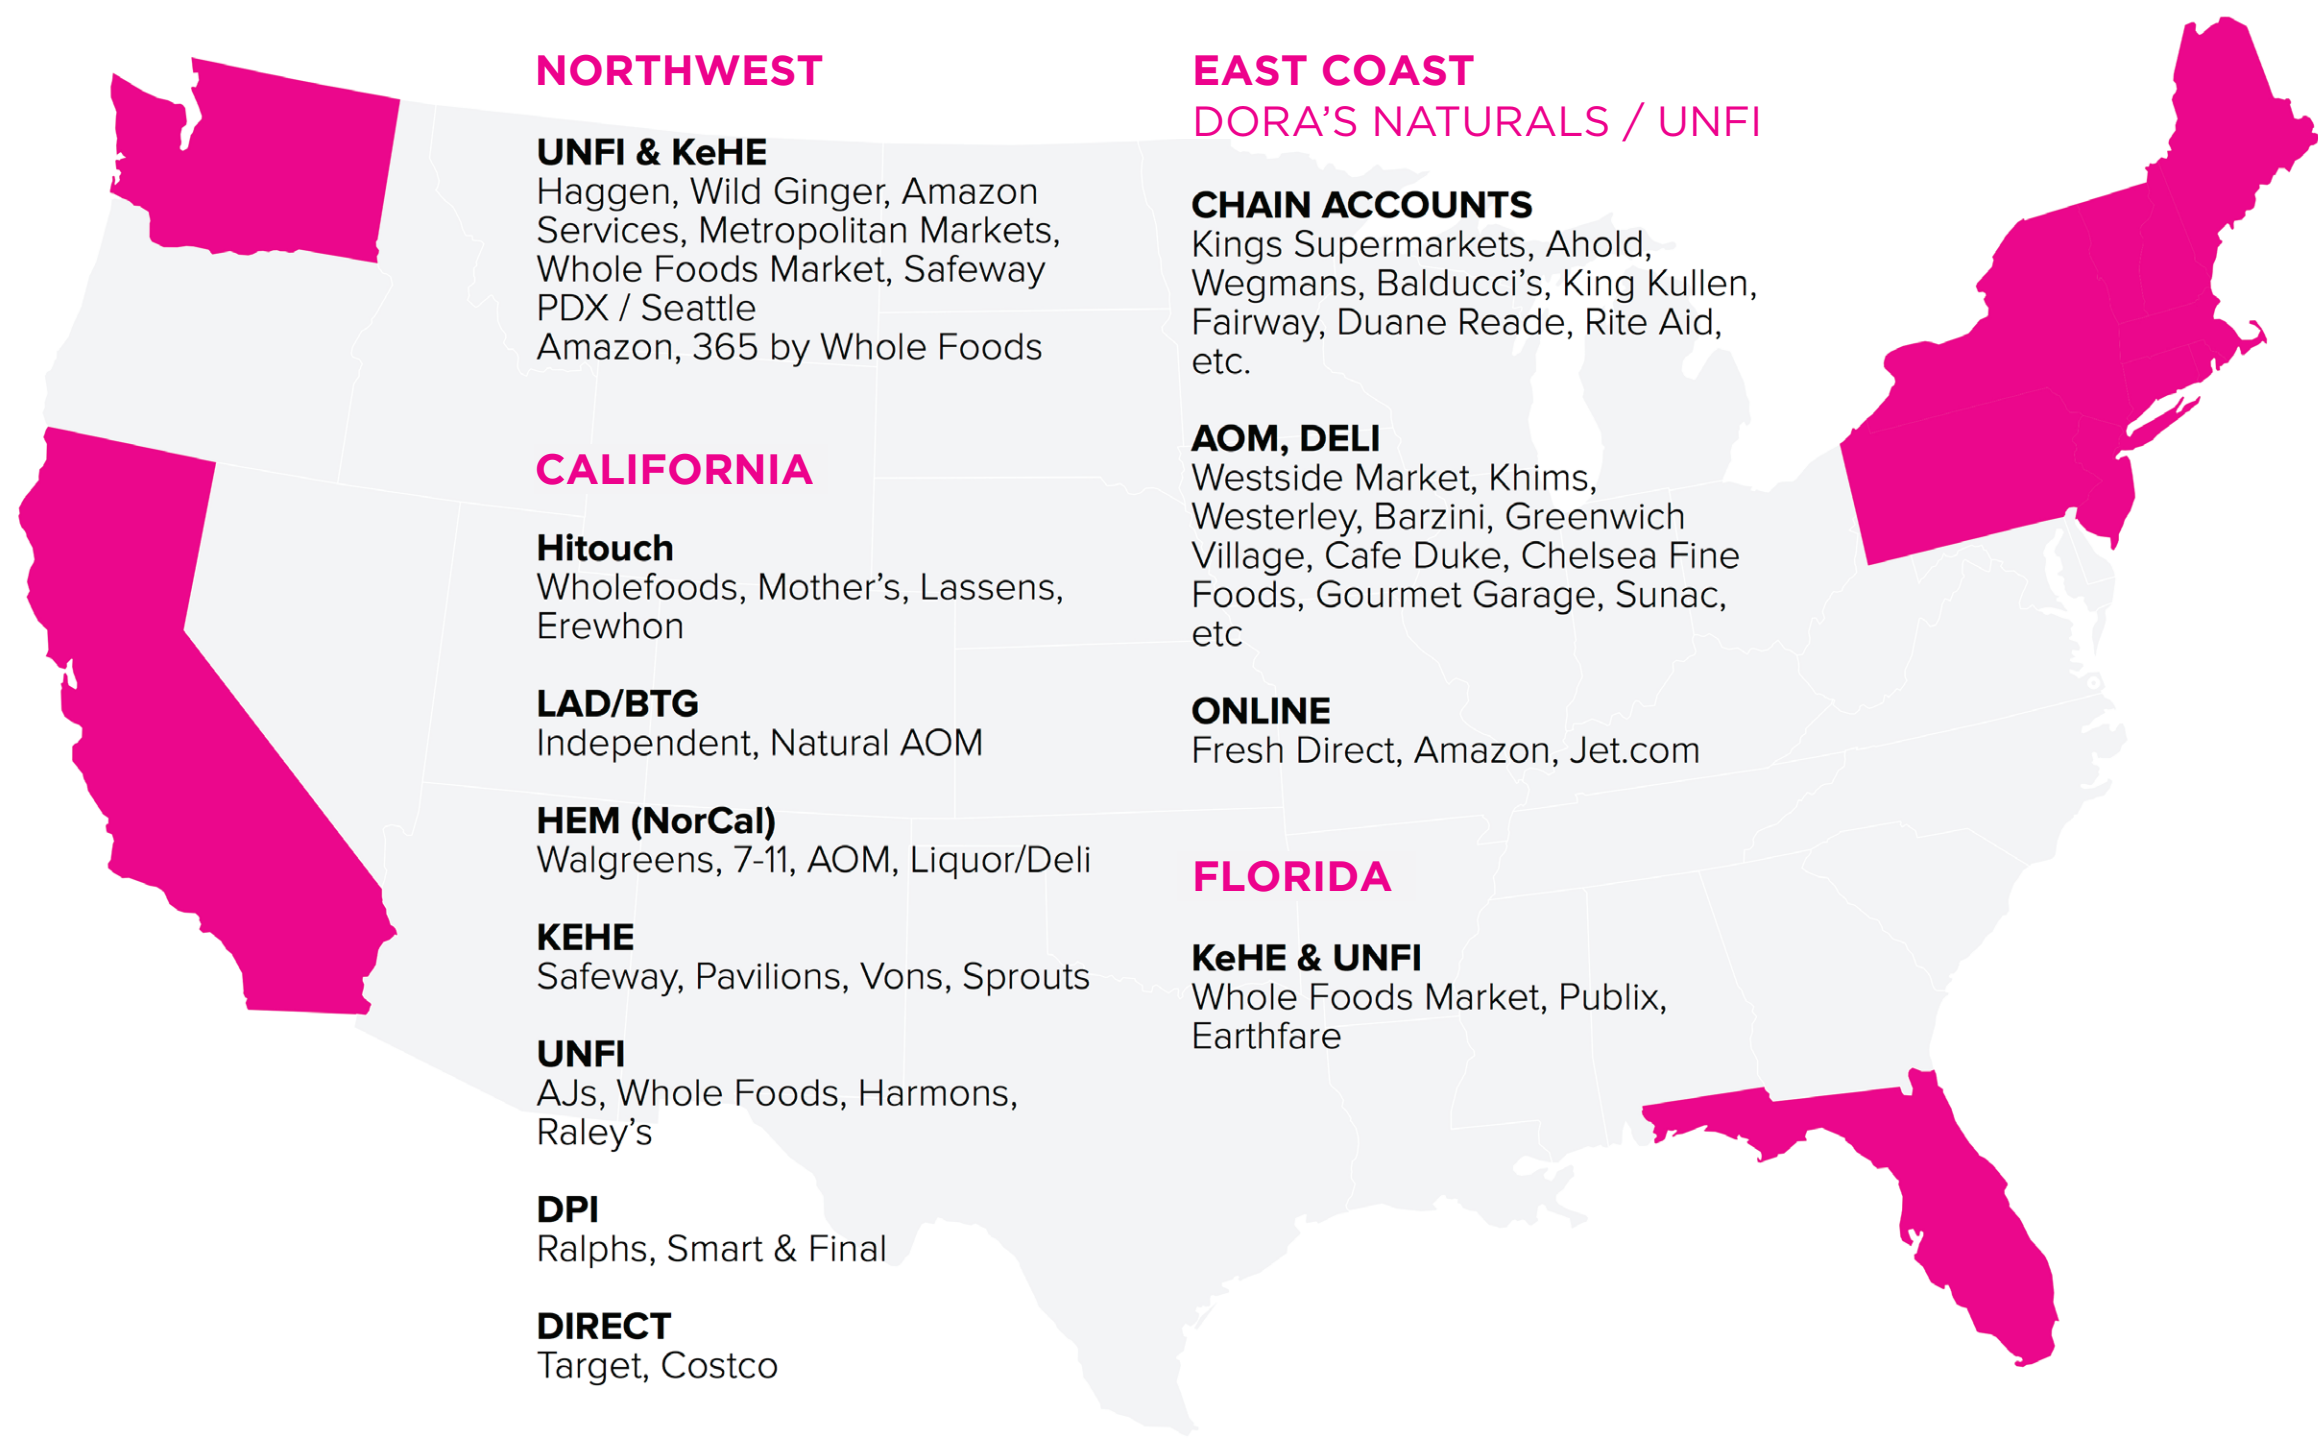 NORTHWEST
UNFI & KeHE
Haggen, Wild Ginger, Amazon
Services, Metropolitan Markets,
Whole Foods Market, Safeway
PDX / Seattle
Amazon, 365 by Whole Foods
CALIFORNIA
Hitouch
Wholefoods, Mother’s, Lassens,
Erewhon
LAD/BTG
Independent, Natural AOM
HEM (NorCal)
Walgreens, 7-11, AOM, Liquor/Deli
KEHE
Safeway, Pavilions, Vons, Sprouts
UNFI
AJs, Whole Foods, Harmons,
Raley’s
DPI
Ralphs, Smart & Final
DIRECT
Target, Costco
EAST COAST
DORA’S NATURALS / UNFI
CHAIN ACCOUNTS
Kings Supermarkets, Ahold,
Wegmans, Balducci’s, King Kullen,
Fairway, Duane Reade, Rite Aid,
etc.
AOM, DELI
Westside Market, Khims,
Westerley, Barzini, Greenwich
Village, Cafe Duke, Chelsea Fine
Foods, Gourmet Garage, Sunac,
etc
ONLINE
Fresh Direct, Amazon, Jet.com
FLORIDA
KeHE & UNFI
Whole Foods Market, Publix,
Earthfare